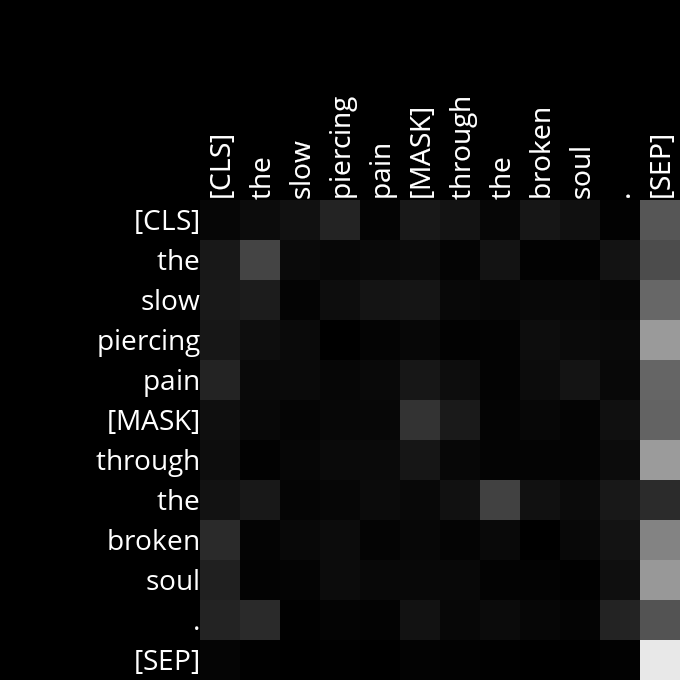 [CLS] the slow piercing pain [MASK] through the broken soul . [SEP]
[CLS]
the
slow
piercing
pain
[MASK]
through
the
broken
soul
.
[SEP]